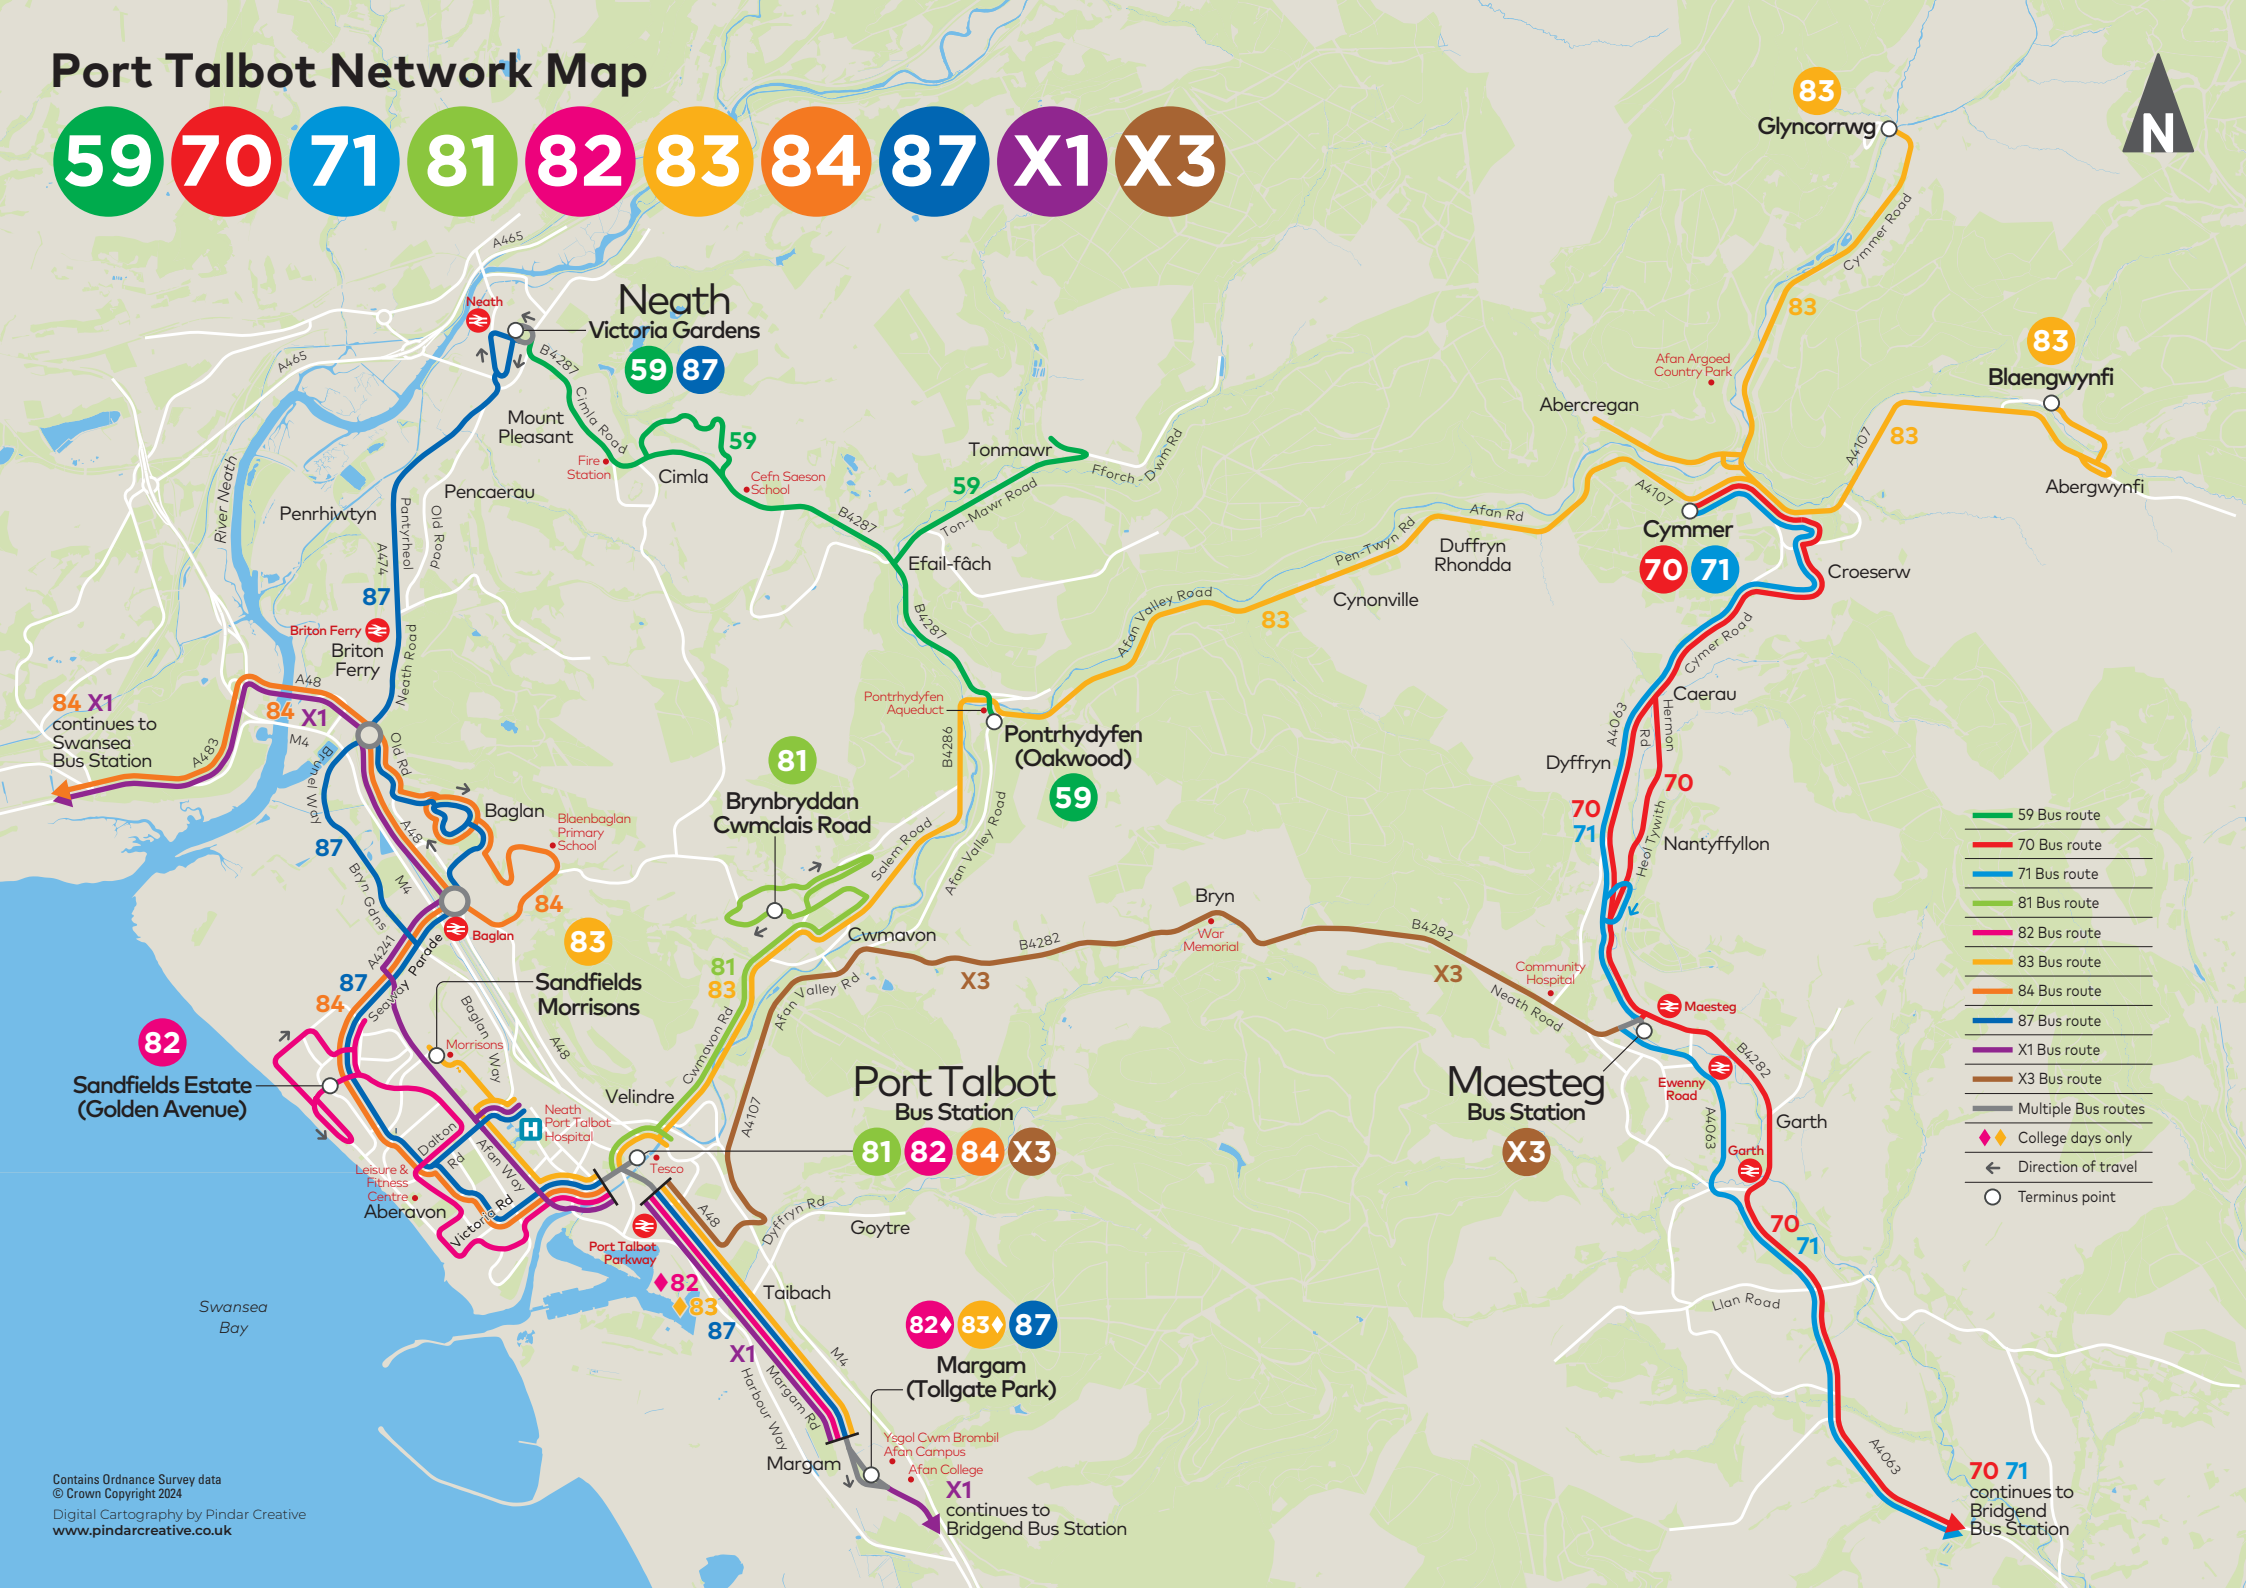 Port Talbot Network Map
59 70 71 81 82 83 84 87 X1 X3
N
83
Glyncorrwg
Cymmer Road
83
83
Blaengwynfi
Abergwynfi
83
A4107
Afan Argoed
Country Park
Abercregan
A4107
Cymmer
70 71
Croeserw
A465
Neath
Neath
Victoria Gardens
59 87
A465
B4287
Cimla Road
Mount
Pleasant
Fire
Station
59
Cimla
Cefn Saeson
School
B4287
Tonmawr
59
Ton-Mawr Road
Fforch-Dwm Rd
Efail-fâch
B4287
River Neath
Penrhiwtyn
Pencaerau
Pantyrheol
A474
Old Road
87
Briton Ferry
Briton
Ferry
Neath Road
Afan Rd
Pen-Twyn Rd
Duffryn
Rhondda
Cynonville
83
Afan Valley Road
Pontrhydyfen
Aqueduct
Pontrhydyfen
(Oakwood)
59
B4286
Afan Valley Road
Salem Road
84 X1
continues to
Swansea
Bus Station
A483
A48
84 X1
M4
Brunel Way
Old Rd
Baglan
Blaenbaglan
Primary
School
A48
87
M4
Bryn Gdns
84
Baglan
A4241
Seaway Parade
87
84
81
Brynbryddan
Cwmclais Road
Cwmavon
81
83
Cwmavon Rd
Afan Valley Rd
X3
B4282
Bryn
War
Memorial
B4282
X3
Neath Road
Community
Hospital
Cymer Road
Caerau
A4063
Hermon
Rd
Dyffryn
70
71
70
Heol Tywith
Nantyffyllon
Maesteg
Maesteg
Bus Station
X3
Ewenny
Road
B4282
A4063
Garth
Garth
70
71
Llan Road
A4063
70 71
continues to
Bridgend
Bus Station
83
Sandfields
Morrisons
Morrisons
Baglan Way
A48
82
Sandfields Estate
(Golden Avenue)
Neath
Port Talbot
Hospital
H
Velindre
Dalton
Rd
Afan Way
Leisure &
Fitness
Centre
Aberavon
Victoria Rd
Port Talbot
Bus Station
81 82 84 X3
Tesco
A4107
A48
Dyffryn Rd
Goytre
Port Talbot
Parkway
82
83
87
X1
Taibach
M4
Margam Rd
Harbour Way
82 83 87
Margam
(Tollgate Park)
Margam
Ysgol Cwm Brombil
Afan Campus
Afan College
X1
continues to
Bridgend Bus Station
Swansea
Bay
59 Bus route
70 Bus route
71 Bus route
81 Bus route
82 Bus route
83 Bus route
84 Bus route
87 Bus route
X1 Bus route
X3 Bus route
Multiple Bus routes
College days only
Direction of travel
Terminus point
Contains Ordnance Survey data
© Crown Copyright 2024
Digital Cartography by Pindar Creative
www.pindarcreative.co.uk